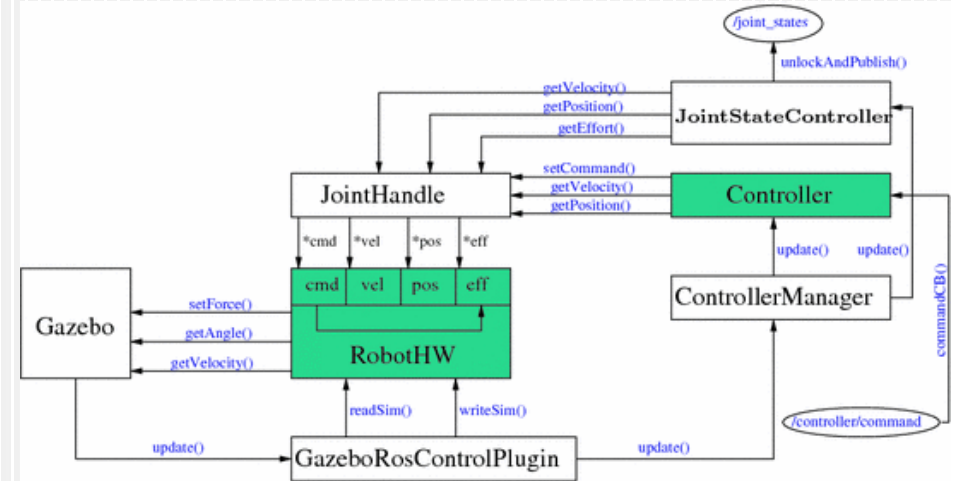 /joint_states
unlockAndPublish()
getVelocity()
getPosition()
getEffort()
JointStateController
setCommand()
getVelocity()
getPosition()
JointHandle
Controller
*cmd
*vel
*pos
*eff
update()
update()
cmd
vel
pos
eff
ControllerManager
commandCB()
setForce()
getAngle()
getVelocity()
Gazebo
RobotHW
readSim()
writeSim()
/controller/command
update()
GazeboRosControlPlugin
update()